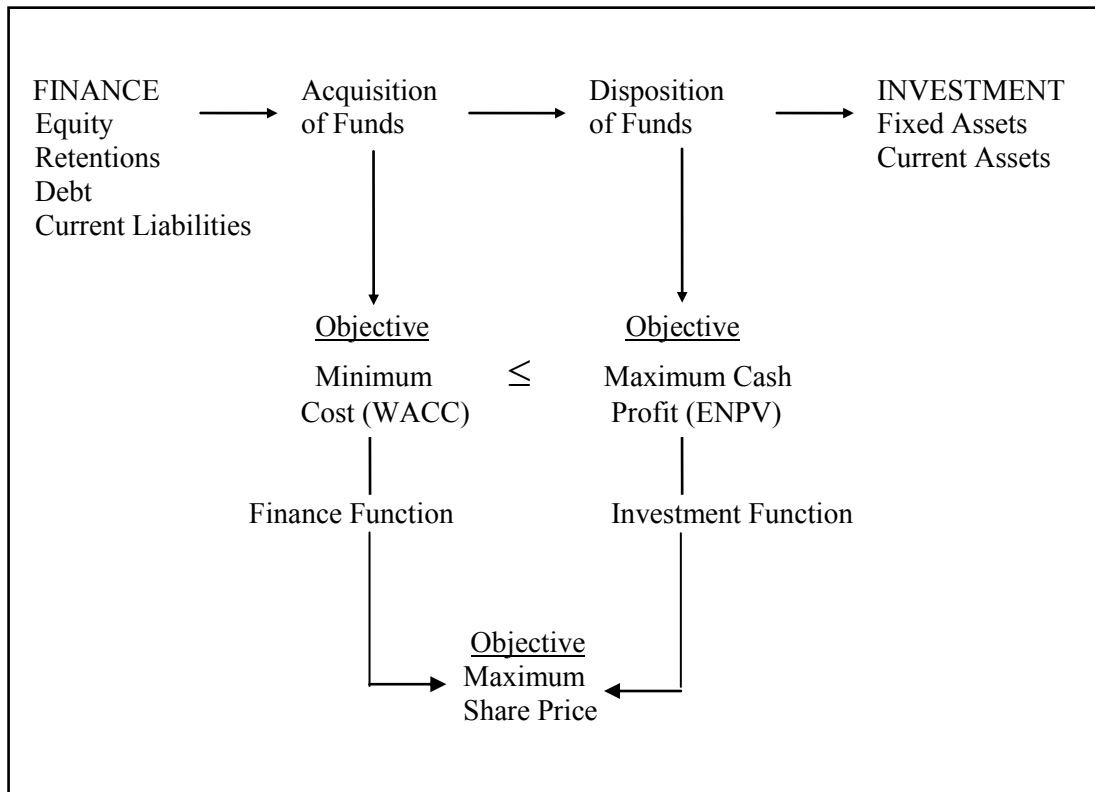 FINANCE
Equity
Retentions
Debt
Current Liabilities
Acquisition
of Funds
Disposition
of Funds
INVESTMENT
Fixed Assets
Current Assets
Objective
Minimum
Cost (WACC)
≤
Objective
Maximum Cash
Profit (ENPV)
Finance Function
Investment Function
Objective
Maximum
Share Price